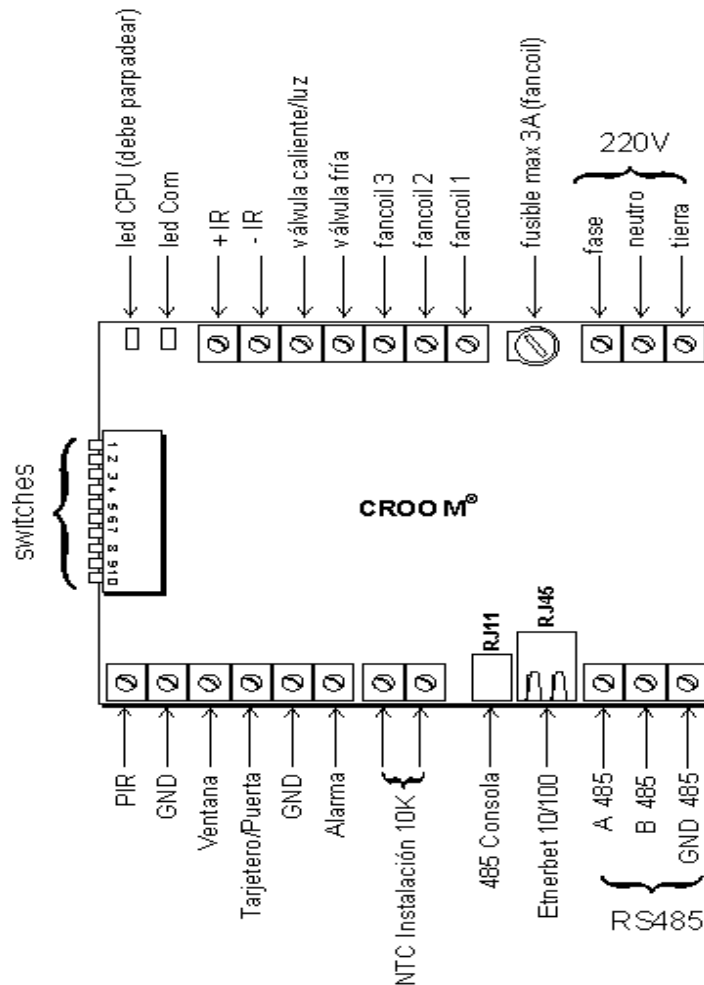 switches
1 2 3 4 5 6 7 8 9 10
led CPU (debe parpadear)
led Com
+ IR
- IR
válvula caliente/luz
válvula fría
fancoil 3
fancoil 2
fancoil 1
fusible max 3A (fancoil)
220V
fase
neutro
tierra
CROOM®
RJ11
RJ45
PIR
GND
Ventana
Tarjetero/Puerta
GND
Alarma
NTC Instalación 10K
485 Consola
Etnerbet 10/100
A 485
B 485
GND 485
RS485